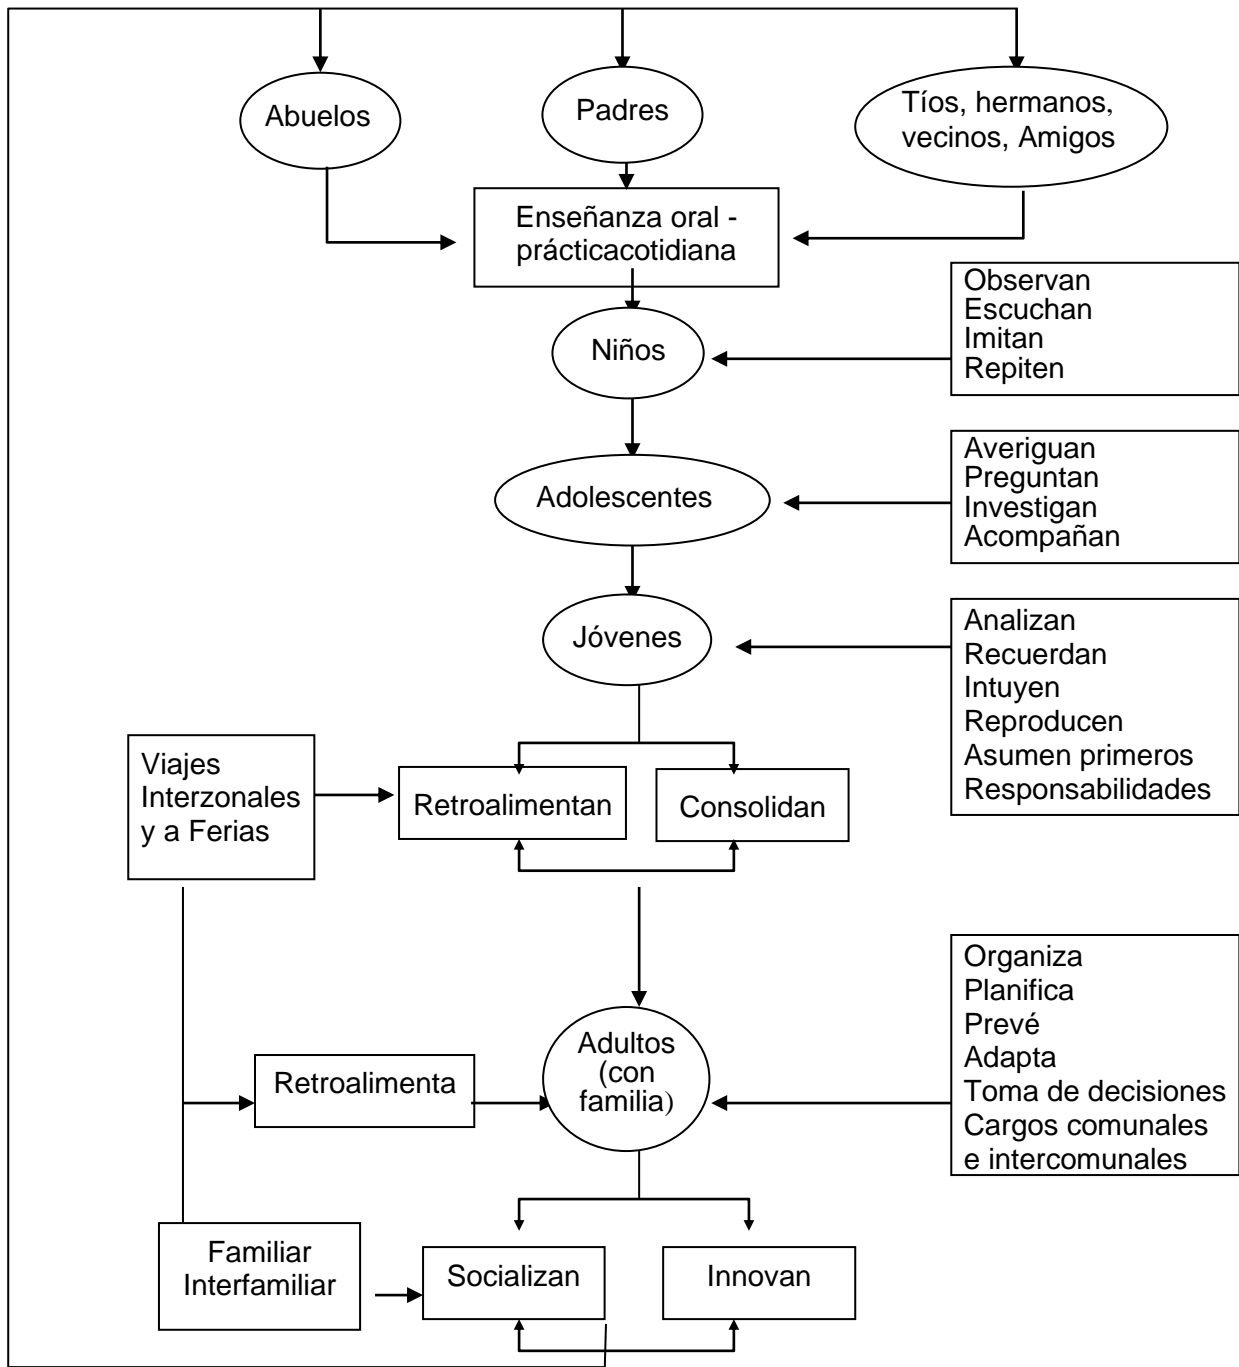 Abuelos
Padres
Tíos, hermanos,
vecinos, Amigos
Enseñanza oral -
prácticacotidiana
Observan
Escuchan
Imitan
Repiten
Niños
Averiguan
Preguntan
Investigan
Acompañan
Adolescentes
Analizan
Recuerdan
Intuyen
Reproducen
Asumen primeros
Responsabilidades
Jóvenes
Viajes
Interzonales
y a Ferias
Retroalimentan
Consolidan
Organiza
Planifica
Prevé
Adapta
Toma de decisiones
Cargos comunales
e intercomunales
Adultos
(con
familia)
Retroalimenta
Familiar
Interfamiliar
Socializan
Innovan